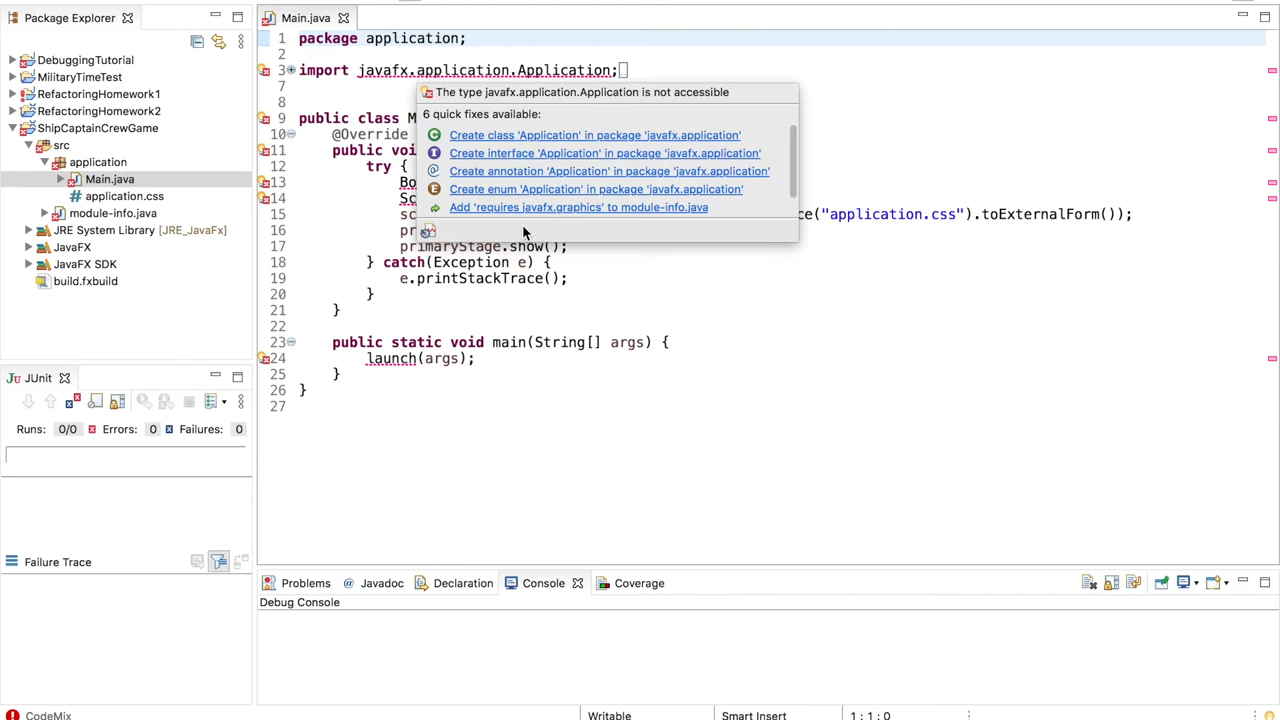 Package Explorer
DebuggingTutorial
MilitaryTimeTest
RefactoringHomework1
RefactoringHomework2
ShipCaptainCrewGame
src
application
Main.java
application.css
module-info.java
JRE System Library [JRE_JavaFx]
JavaFX
JavaFX SDK
build.fxbuild
JU JUnit
Runs: 0/0 Errors: 0 Failures: 0
Failure Trace
Main.java
1 package application;
2
3 import javafx.application.Application;
7
8
9 public class M
10 @Override
11 public voi
12 try {
13 Bo
14 Sc
15 sc ce("application.css").toExternalForm());
16 pr
17 primaryStage.show();
18 } catch(Exception e) {
19 e.printStackTrace();
20 }
21 }
22
23 public static void main(String[] args) {
24 launch(args);
25 }
26 }
27
The type javafx.application.Application is not accessible
6 quick fixes available:
Create class 'Application' in package 'javafx.application'
Create interface 'Application' in package 'javafx.application'
Create annotation 'Application' in package 'javafx.application'
Create enum 'Application' in package 'javafx.application'
Add 'requires javafx.graphics' to module-info.java
Problems @ Javadoc Declaration Console Coverage
Debug Console
CodeMix Writable Smart Insert 1 : 1 : 0